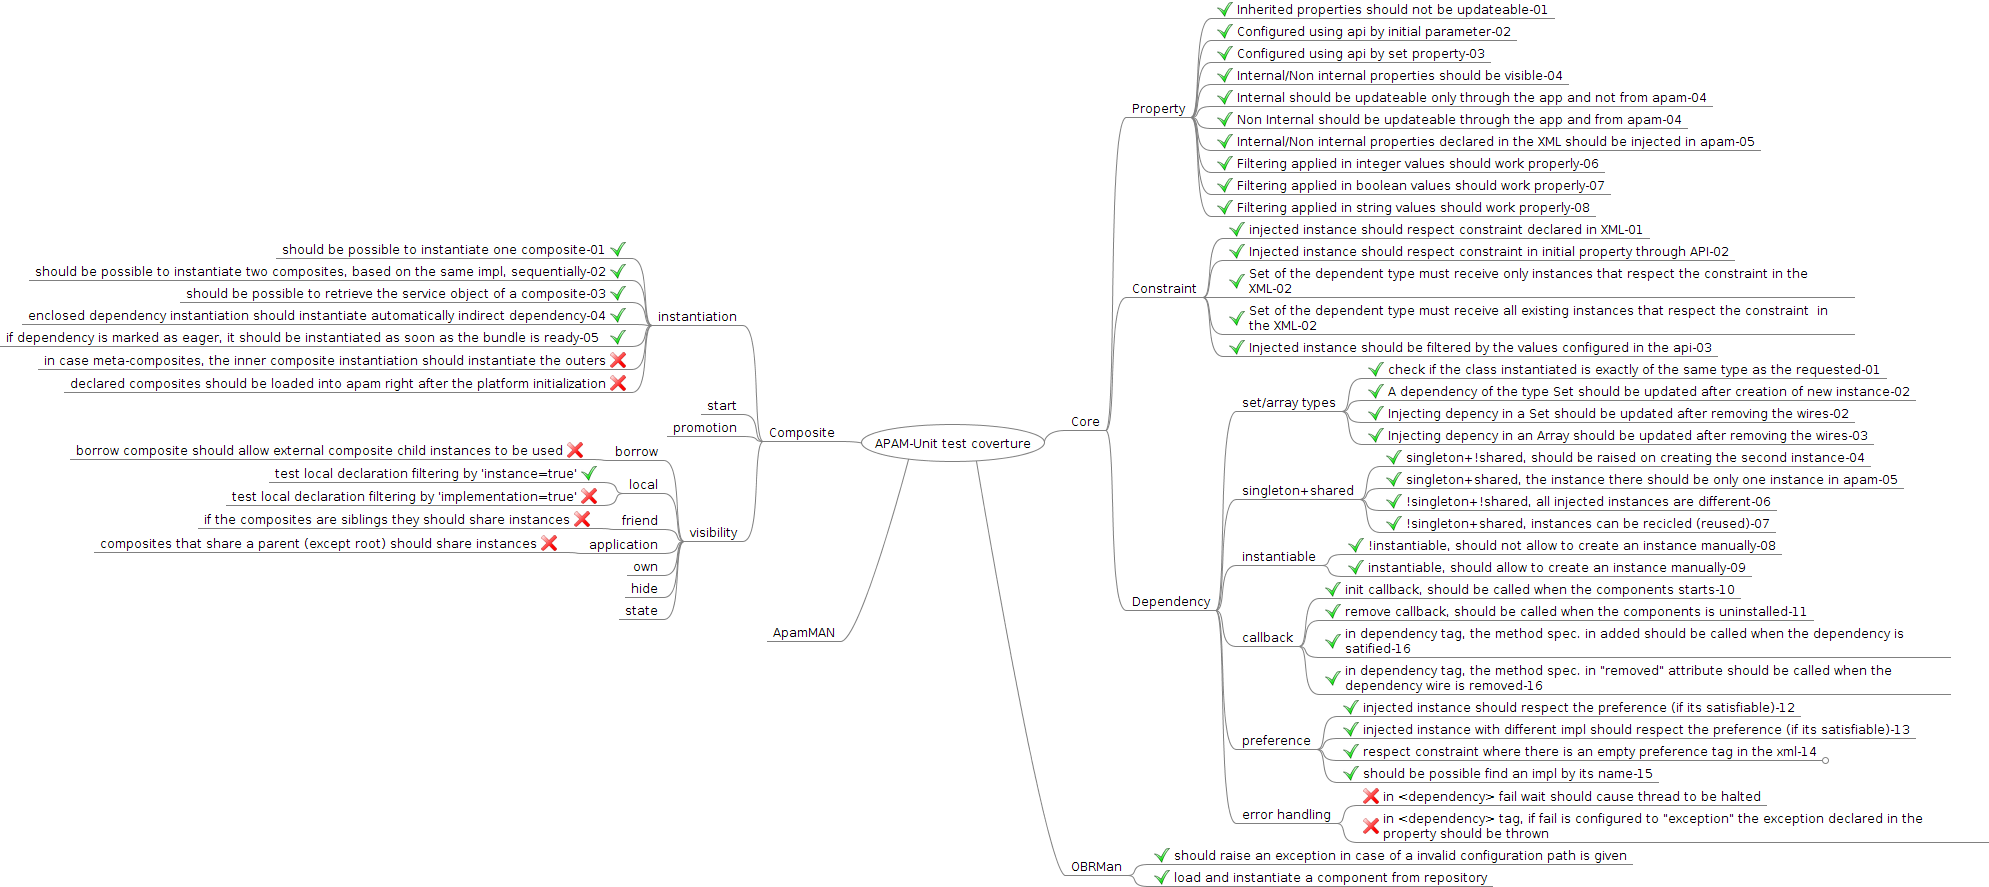 APAM-Unit test coverture
Composite
instantiation
should be possible to instantiate one composite-01
should be possible to instantiate two composites, based on the same impl, sequentially-02
should be possible to retrieve the service object of a composite-03
enclosed dependency instantiation should instantiate automatically indirect dependency-04
if dependency is marked as eager, it should be instantiated as soon as the bundle is ready-05
in case meta-composites, the inner composite instantiation should instantiate the outers
declared composites should be loaded into apam right after the platform initialization
start
promotion
visibility
borrow
borrow composite should allow external composite child instances to be used
local
test local declaration filtering by 'instance=true'
test local declaration filtering by 'implementation=true'
friend
if the composites are siblings they should share instances
application
composites that share a parent (except root) should share instances
own
hide
state
ApamMAN
Core
Property
Inherited properties should not be updateable-01
Configured using api by initial parameter-02
Configured using api by set property-03
Internal/Non internal properties should be visible-04
Internal should be updateable only through the app and not from apam-04
Non Internal should be updateable through the app and from apam-04
Internal/Non internal properties declared in the XML should be injected in apam-05
Filtering applied in integer values should work properly-06
Filtering applied in boolean values should work properly-07
Filtering applied in string values should work properly-08
Constraint
injected instance should respect constraint declared in XML-01
Injected instance should respect constraint in initial property through API-02
Set of the dependent type must receive only instances that respect the constraint in the
XML-02
Set of the dependent type must receive all existing instances that respect the constraint  in
the XML-02
Injected instance should be filtered by the values configured in the api-03
Dependency
set/array types
check if the class instantiated is exactly of the same type as the requested-01
A dependency of the type Set should be updated after creation of new instance-02
Injecting depency in a Set should be updated after removing the wires-02
Injecting depency in an Array should be updated after removing the wires-03
singleton+shared
singleton+!shared, should be raised on creating the second instance-04
singleton+shared, the instance there should be only one instance in apam-05
!singleton+!shared, all injected instances are different-06
!singleton+shared, instances can be recicled (reused)-07
instantiable
!instantiable, should not allow to create an instance manually-08
instantiable, should allow to create an instance manually-09
callback
init callback, should be called when the components starts-10
remove callback, should be called when the components is uninstalled-11
in dependency tag, the method spec. in added should be called when the dependency is
satified-16
in dependency tag, the method spec. in "removed" attribute should be called when the
dependency wire is removed-16
preference
injected instance should respect the preference (if its satisfiable)-12
injected instance with different impl should respect the preference (if its satisfiable)-13
respect constraint where there is an empty preference tag in the xml-14
should be possible find an impl by its name-15
error handling
in <dependency> fail wait should cause thread to be halted
in <dependency> tag, if fail is configured to "exception" the exception declared in the
property should be thrown
OBRMan
should raise an exception in case of a invalid configuration path is given
load and instantiate a component from repository